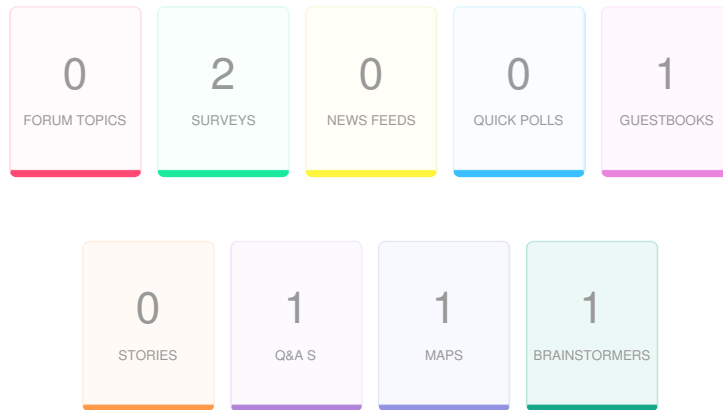 0 2 0 0 1
FORUM TOPICS SURVEYS NEWS FEEDS QUICK POLLS GUESTBOOKS
0 1 1 1
STORIES Q&A S MAPS BRAINSTORMERS